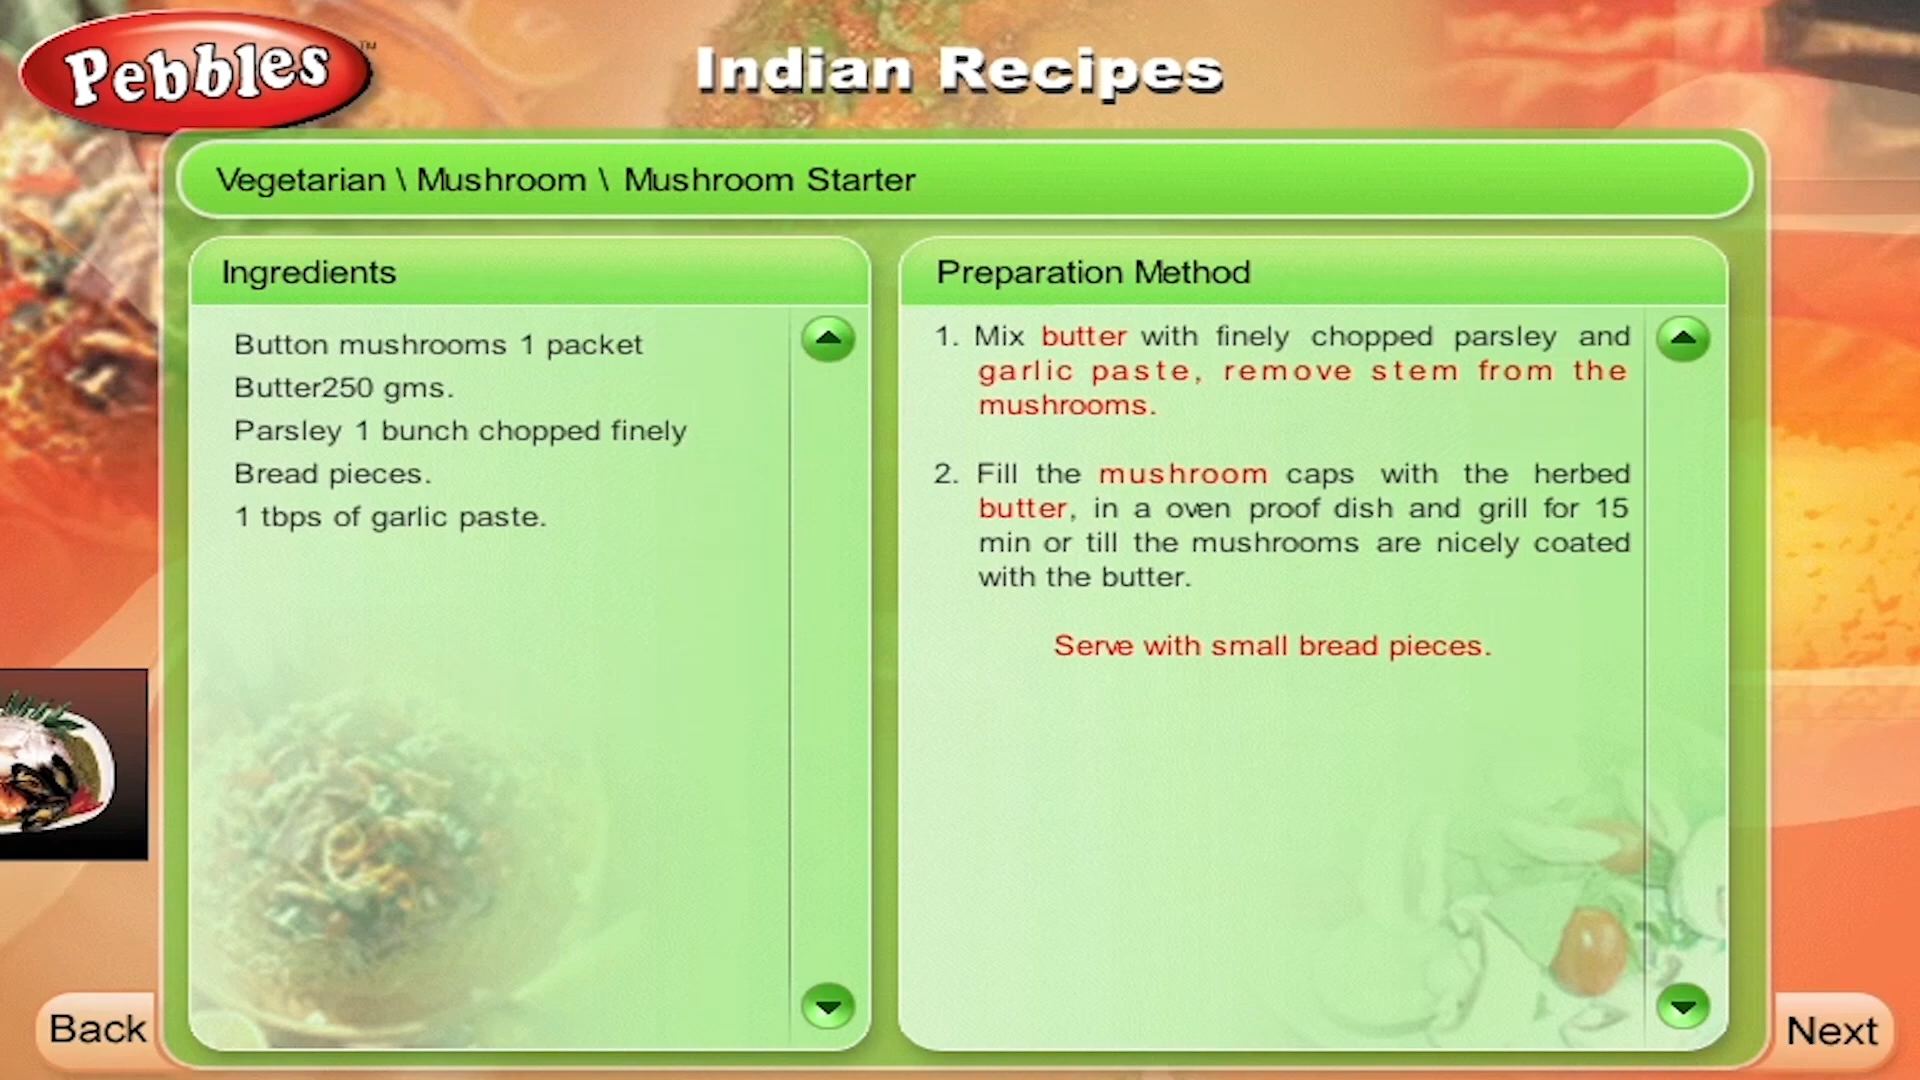 Pebbles™
Indian Recipes
Vegetarian \ Mushroom \ Mushroom Starter
Ingredients
Button mushrooms 1 packet
Butter250 gms.
Parsley 1 bunch chopped finely
Bread pieces.
1 tbps of garlic paste.
Preparation Method
1. Mix butter with finely chopped parsley and
garlic paste, remove stem from the
mushrooms.
2. Fill the mushroom caps with the herbed
butter, in a oven proof dish and grill for 15
min or till the mushrooms are nicely coated
with the butter.
Serve with small bread pieces.
Back
Next